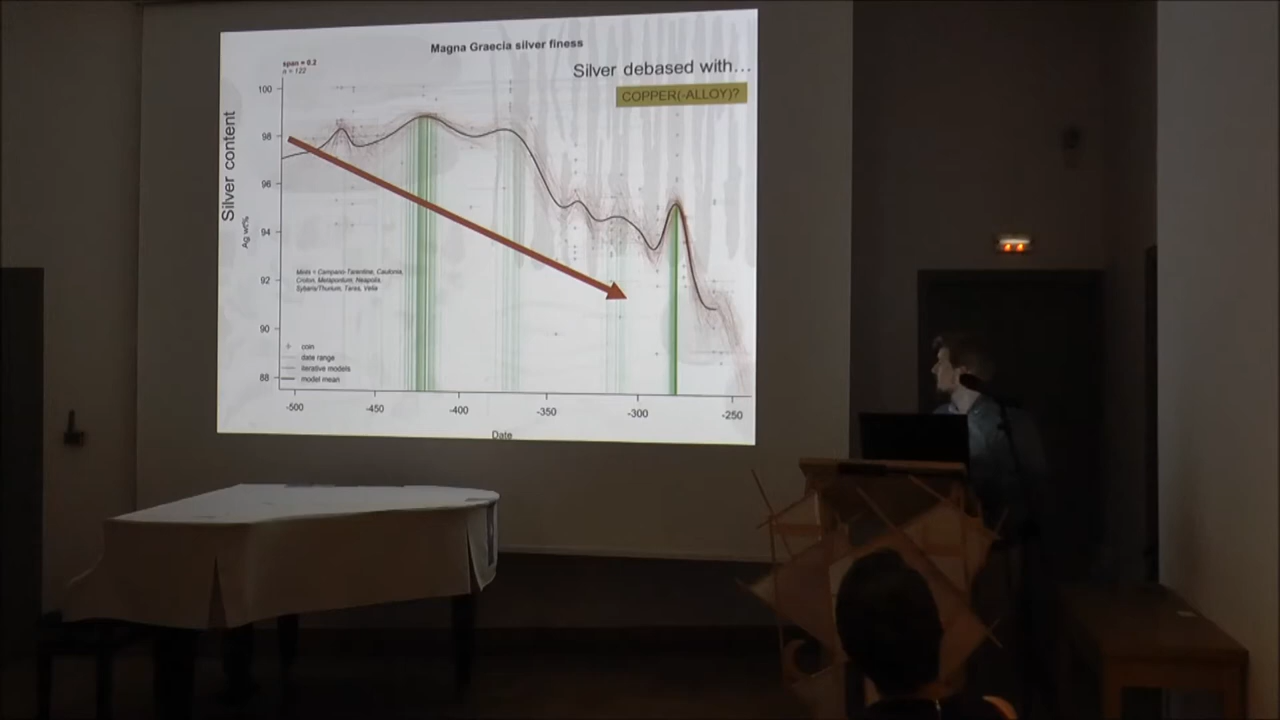 Magna Graecia silver finess
span = 0.2
n = 122
Silver debased with…
COPPER(-ALLOY)?
Silver content
Ag wt%
100
98
96
94
92
90
88
Mints = Campano-Tarentine, Caulonia,
Croton, Metapontum, Neapolis,
Sybaris/Thurium, Taras, Velia
coin
date range
iterative models
model mean
-500
-450
-400
-350
-300
-250
Date